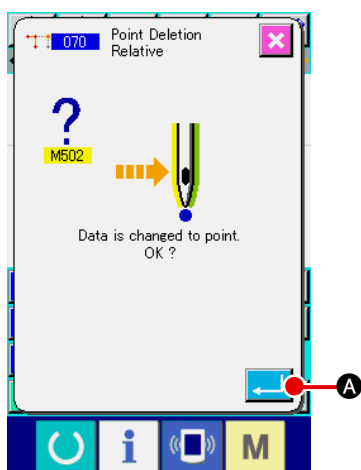 070 Point Deletion
Relative
?
M502
Data is changed to point.
OK ?
A
i
M